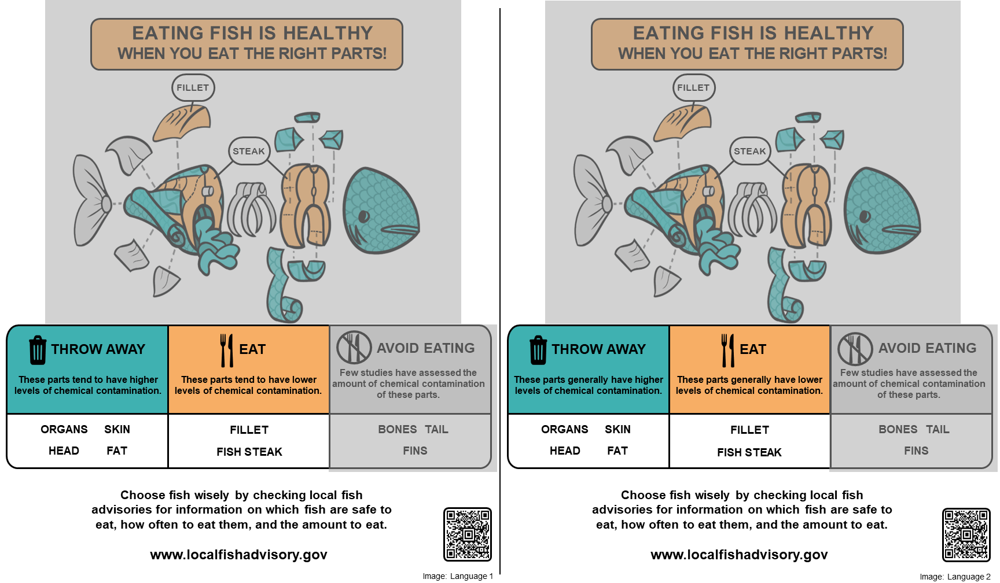 EATING FISH IS HEALTHY
WHEN YOU EAT THE RIGHT PARTS!
FILLET
STEAK
THROW AWAY
These parts tend to have higher
levels of chemical contamination.
EAT
These parts tend to have lower
levels of chemical contamination.
AVOID EATING
Few studies have assessed the
amount of chemical contamination
of these parts.
ORGANS SKIN
HEAD FAT
FILLET
FISH STEAK
BONES TAIL
FINS
Choose fish wisely by checking local fish
advisories for information on which fish are safe to
eat, how often to eat them, and the amount to eat.
www.localfishadvisory.gov
Image: Language 1
EATING FISH IS HEALTHY
WHEN YOU EAT THE RIGHT PARTS!
FILLET
STEAK
THROW AWAY
These parts generally have higher
levels of chemical contamination.
EAT
These parts generally have lower
levels of chemical contamination.
AVOID EATING
Few studies have assessed the
amount of chemical contamination
of these parts.
ORGANS SKIN
HEAD FAT
FILLET
FISH STEAK
BONES TAIL
FINS
Choose fish wisely by checking local fish
advisories for information on which fish are safe to
eat, how often to eat them, and the amount to eat.
www.localfishadvisory.gov
Image: Language 2